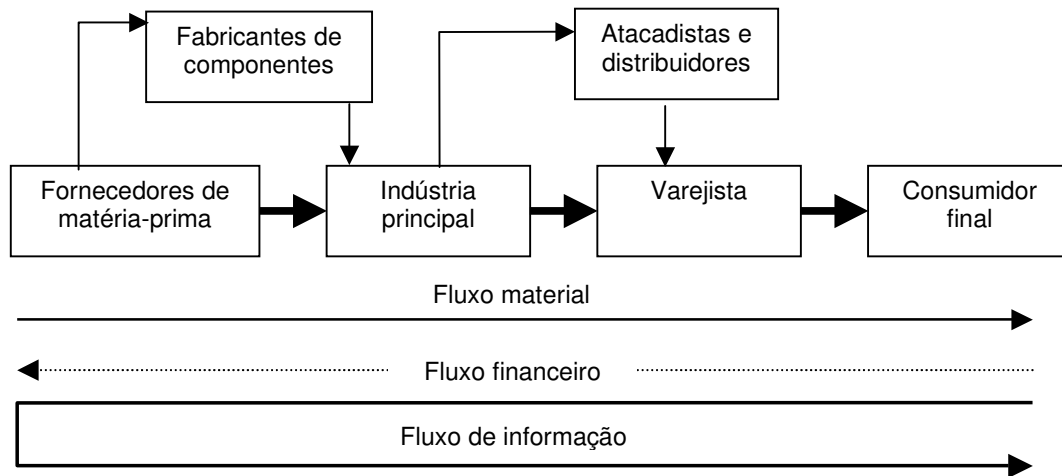 Fabricantes de
componentes
Atacadistas e
distribuidores
Fornecedores de
matéria-prima
Indústria
principal
Varejista
Consumidor
final
Fluxo material
Fluxo financeiro
Fluxo de informação